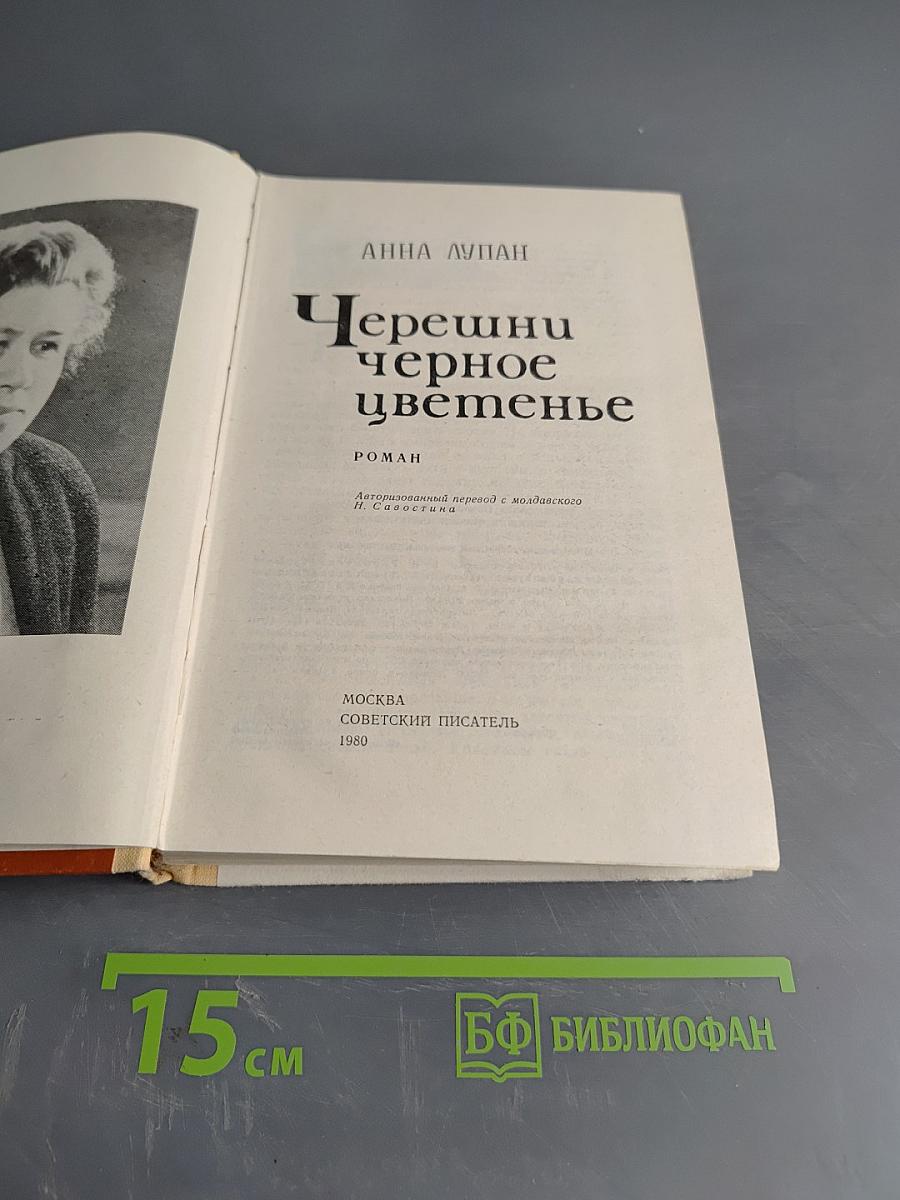 АННА ЛУПАН
Черешни
черное
цветенье
РОМАН
Авторизованный перевод с молдавского
Н. Савостина
МОСКВА
СОВЕТСКИЙ ПИСАТЕЛЬ
1980
15 см
БФ БИБЛИОФАН